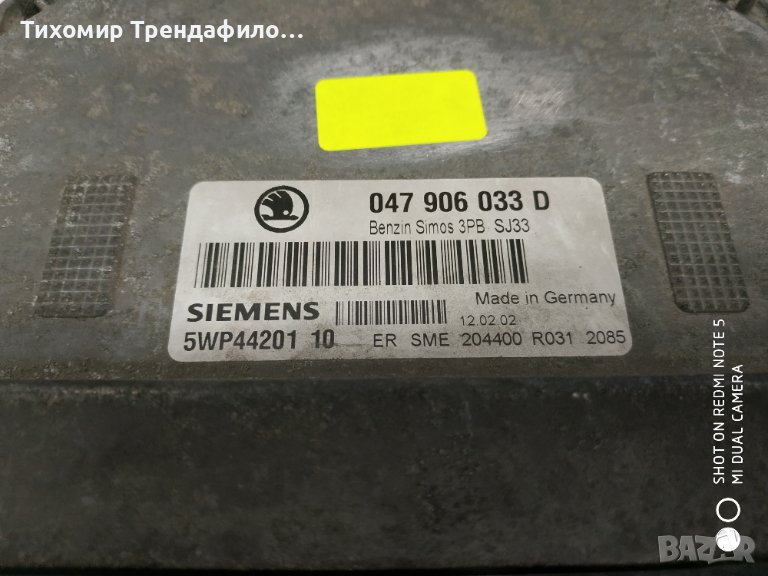 Тихомир Трендафило...
047 906 033 D
Benzin Simos 3PB SJ33
SIEMENS
Made in Germany
12.02.02
5WP44201 10 ER SME 204400 R031 2085
SHOT ON REDMI NOTE 5
MI DUAL CAMERA
BAZAR